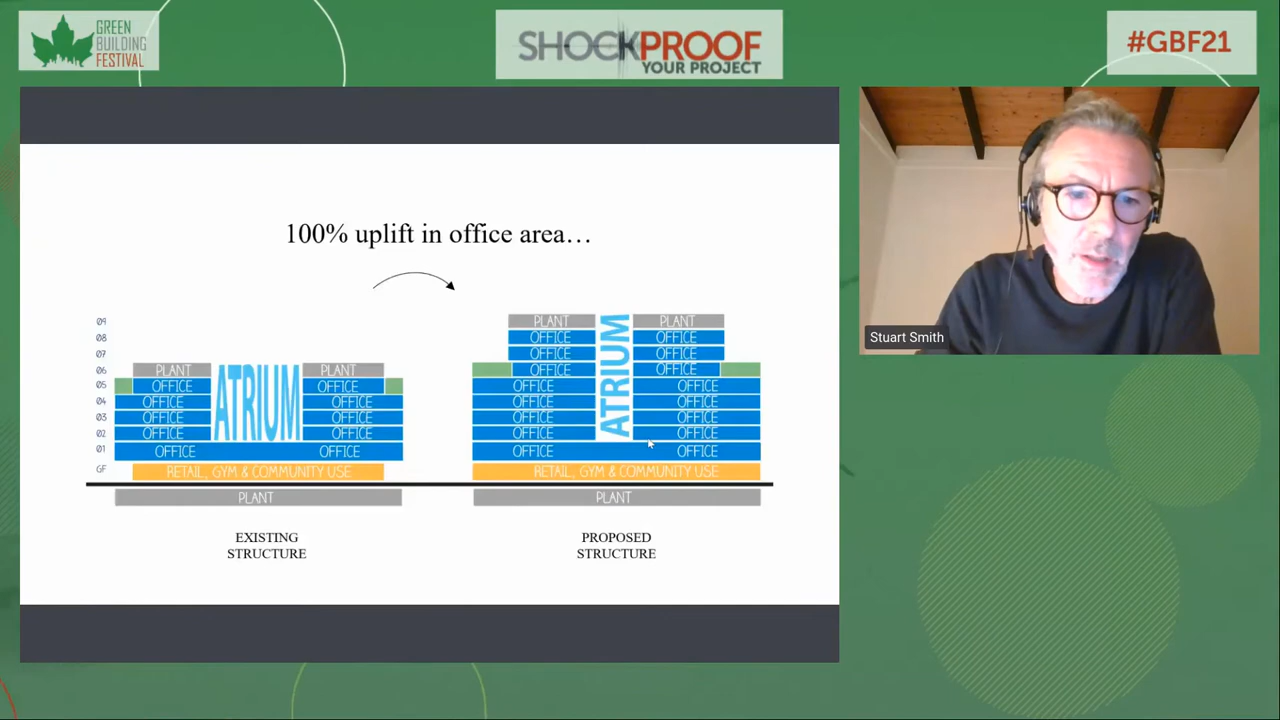 GREEN
BUILDING
FESTIVAL
SHOCKPROOF
YOUR PROJECT
#GBF21
100% uplift in office area…
09
08
07
06
05
04
03
02
01
GF
PLANT PLANT
OFFICE OFFICE
OFFICE OFFICE
OFFICE OFFICE
OFFICE OFFICE
OFFICE OFFICE
ATRIUM
RETAIL, GYM & COMMUNITY USE
PLANT
EXISTING
STRUCTURE
PLANT PLANT
OFFICE OFFICE
OFFICE OFFICE
OFFICE OFFICE
OFFICE OFFICE
OFFICE OFFICE
OFFICE OFFICE
OFFICE OFFICE
OFFICE OFFICE
ATRIUM
RETAIL, GYM & COMMUNITY USE
PLANT
PROPOSED
STRUCTURE
Stuart Smith